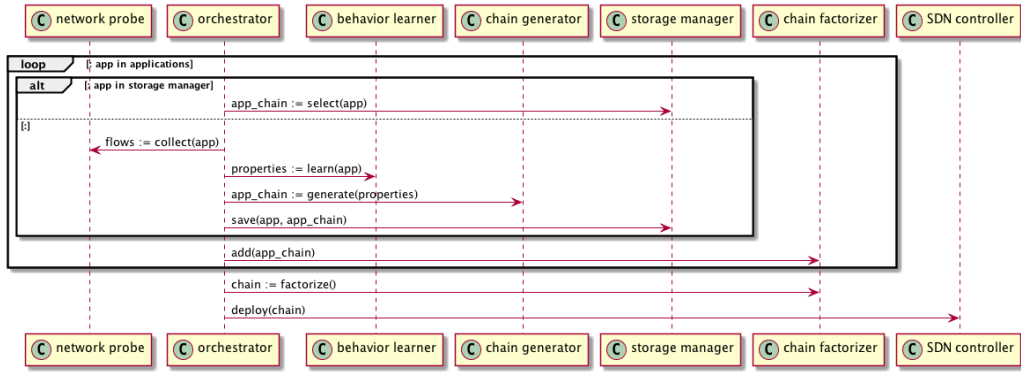 C network probe
C orchestrator
C behavior learner
C chain generator
C storage manager
C chain factorizer
C SDN controller
loop [: app in applications]
alt [: app in storage manager]
app_chain := select(app)
[:]
flows := collect(app)
properties := learn(app)
app_chain := generate(properties)
save(app, app_chain)
add(app_chain)
chain := factorize()
deploy(chain)
C network probe
C orchestrator
C behavior learner
C chain generator
C storage manager
C chain factorizer
C SDN controller